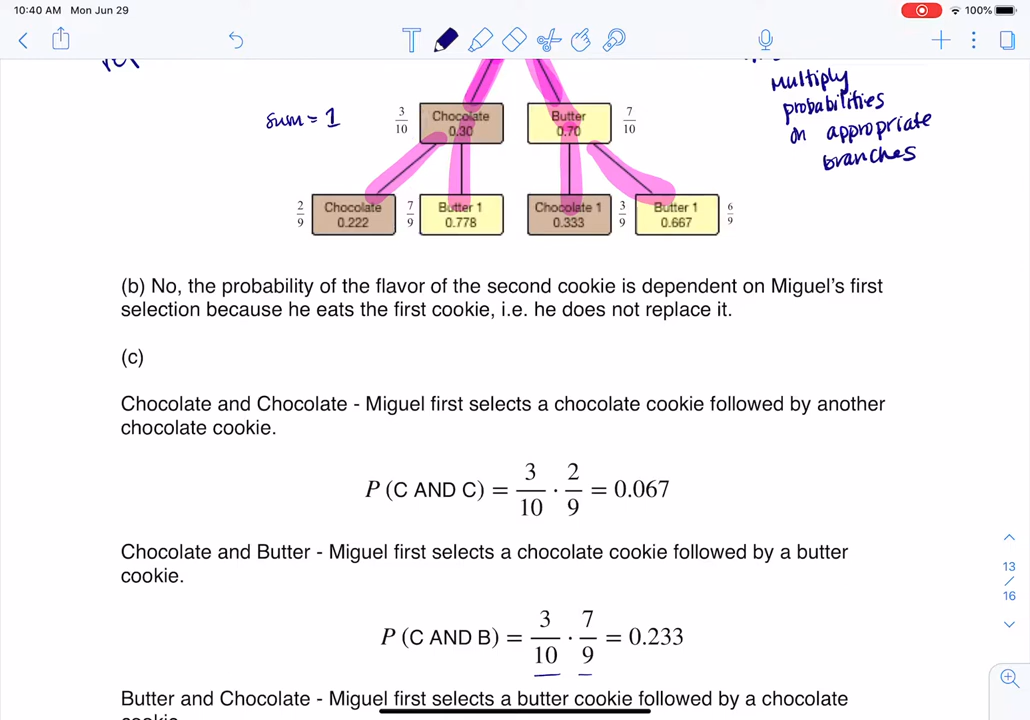 10:40 AM Mon Jun 29
100%
T
Multiply
probabilities
on appropriate
branches
sum = 1
3/10
Chocolate
0.30
Butter
0.70
7/10
2/9
Chocolate
0.222
7/9
Butter 1
0.778
Chocolate 1
0.333
3/9
Butter 1
0.667
6/9
(b) No, the probability of the flavor of the second cookie is dependent on Miguel's first
selection because he eats the first cookie, i.e. he does not replace it.
(c)
Chocolate and Chocolate - Miguel first selects a chocolate cookie followed by another
chocolate cookie.
P (C AND C) = 3/10 · 2/9 = 0.067
Chocolate and Butter - Miguel first selects a chocolate cookie followed by a butter
cookie.
P (C AND B) = 3/10 · 7/9 = 0.233
13
/
16
Butter and Chocolate - Miguel first selects a butter cookie followed by a chocolate
cookie.